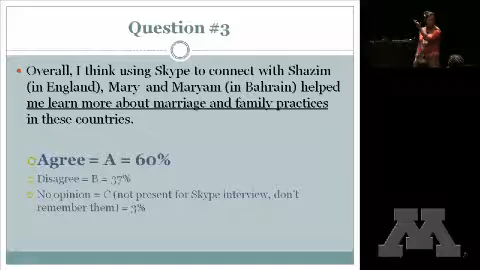 Question #3
Overall, I think using Skype to connect with Shazim
(in England), Mary and Maryam (in Bahrain) helped
me learn more about marriage and family practices
in these countries.
Agree = A = 60%
Disagree = B = 37%
No opinion = C (not present for Skype interview, don't
remember them) = 3%
M